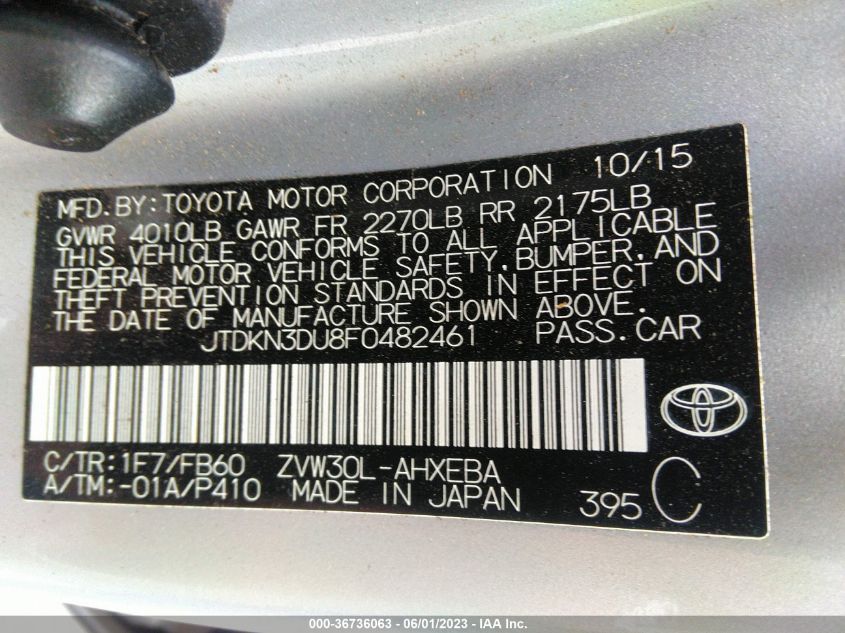 MFD. BY: TOYOTA MOTOR CORPORATION 10/15
GVWR 4010LB GAWR FR 2270LB RR 2175LB
THIS VEHICLE CONFORMS TO ALL APPLICABLE
FEDERAL MOTOR VEHICLE SAFETY, BUMPER, AND
THEFT PREVENTION STANDARDS IN EFFECT ON
THE DATE OF MANUFACTURE SHOWN ABOVE.
JTDKN3DU8F0482461 PASS. CAR
C/TR: 1F7/FB60 ZVW30L-AHXEBA
A/TM: -01A/P410 MADE IN JAPAN 395 C
000-36736063 - 06/01/2023 - IAA Inc.